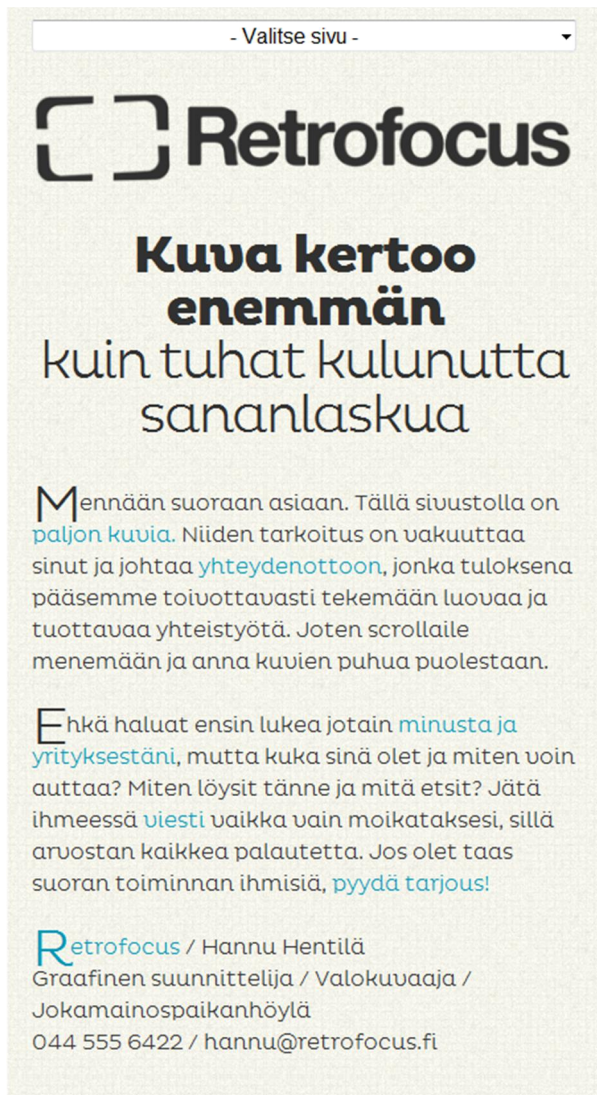 - Valitse sivu -
Retrofocus
Kuva kertoo
enemmän
kuin tuhat kulunutta
sananlaskua
Mennään suoraan asiaan. Tällä sivustolla on
paljon kuvia. Niiden tarkoitus on vakuuttaa
sinut ja johtaa yhteydenottoon, jonka tuloksena
pääsemme toivottavasti tekemään luovaa ja
tuottavaa yhteistyötä. Joten scrollaile
menemään ja anna kuvien puhua puolestaan.
Ehkä haluat ensin lukea jotain minusta ja
yrityksestäni, mutta kuka sinä olet ja miten voin
auttaa? Miten löysit tänne ja mitä etsit? Jätä
ihmeessä viesti vaikka vain moikataksesi, sillä
arvostan kaikkea palautetta. Jos olet taas
suoran toiminnan ihmisiä, pyydä tarjous!
Retrofocus / Hannu Hentilä
Graafinen suunnittelija / Valokuvaaja /
Jokamainospaikanhöylä
044 555 6422 / hannu@retrofocus.fi